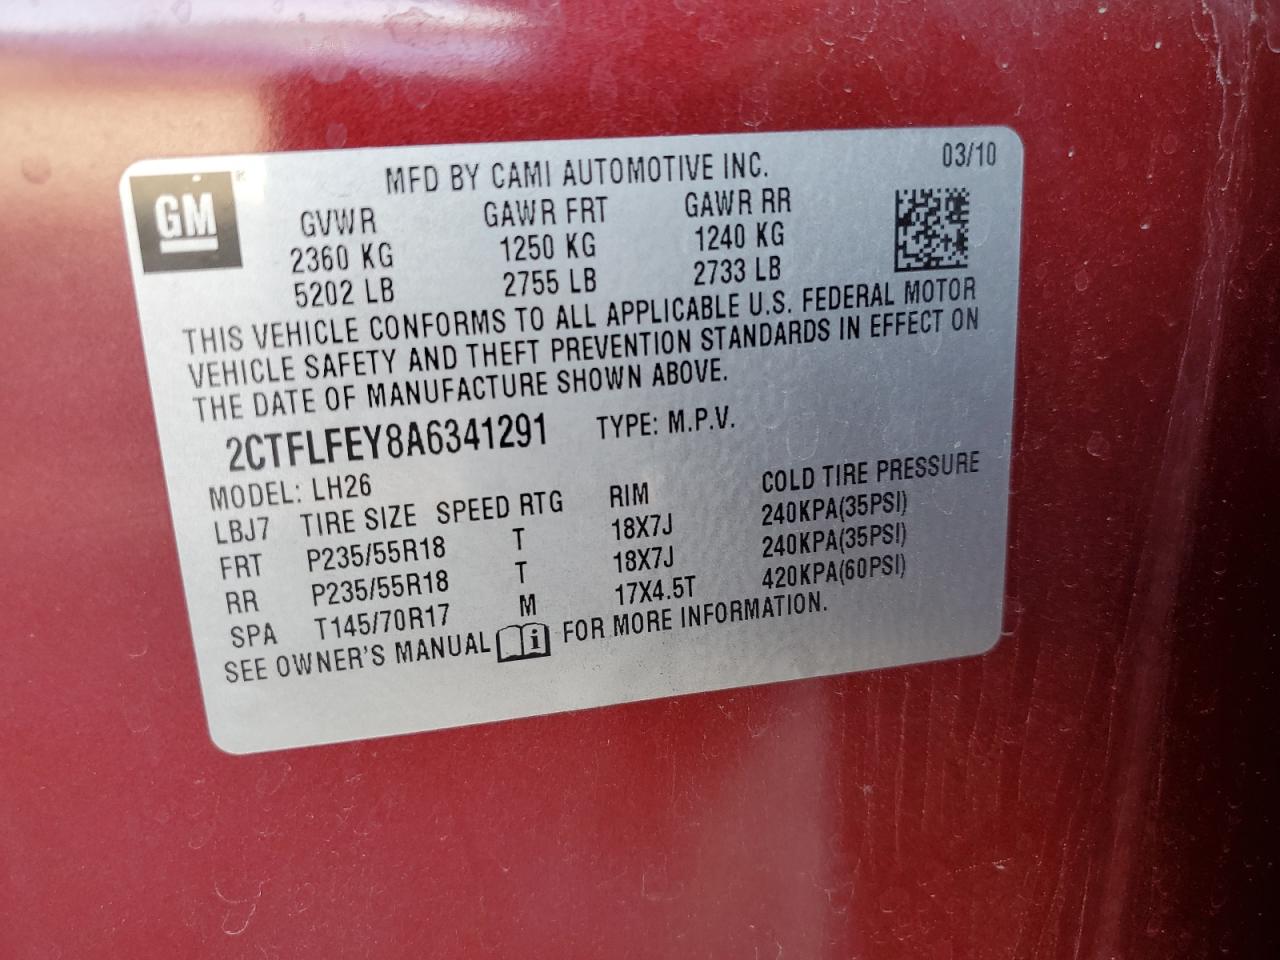 MFD BY CAMI AUTOMOTIVE INC. 03/10
GM ®
GVWR GAWR FRT GAWR RR
2360 KG 1250 KG 1240 KG
5202 LB 2755 LB 2733 LB
THIS VEHICLE CONFORMS TO ALL APPLICABLE U.S. FEDERAL MOTOR
VEHICLE SAFETY AND THEFT PREVENTION STANDARDS IN EFFECT ON
THE DATE OF MANUFACTURE SHOWN ABOVE.
2CTFLFEY8A6341291 TYPE: M.P.V.
MODEL: LH26
LBJ7 TIRE SIZE SPEED RTG RIM COLD TIRE PRESSURE
FRT P235/55R18 T 18X7J 240KPA(35PSI)
RR P235/55R18 T 18X7J 240KPA(35PSI)
SPA T145/70R17 M 17X4.5T 420KPA(60PSI)
SEE OWNER'S MANUAL i FOR MORE INFORMATION.